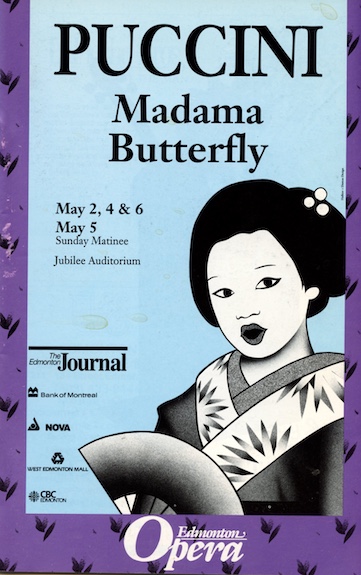 PUCCINI
Madama
Butterfly
May 2, 4 & 6
May 5
Sunday Matinee
Jubilee Auditorium
The
Edmonton Journal
Bank of Montreal
NOVA
WEST EDMONTON MALL
CBC
EDMONTON
Edmonton
Opera